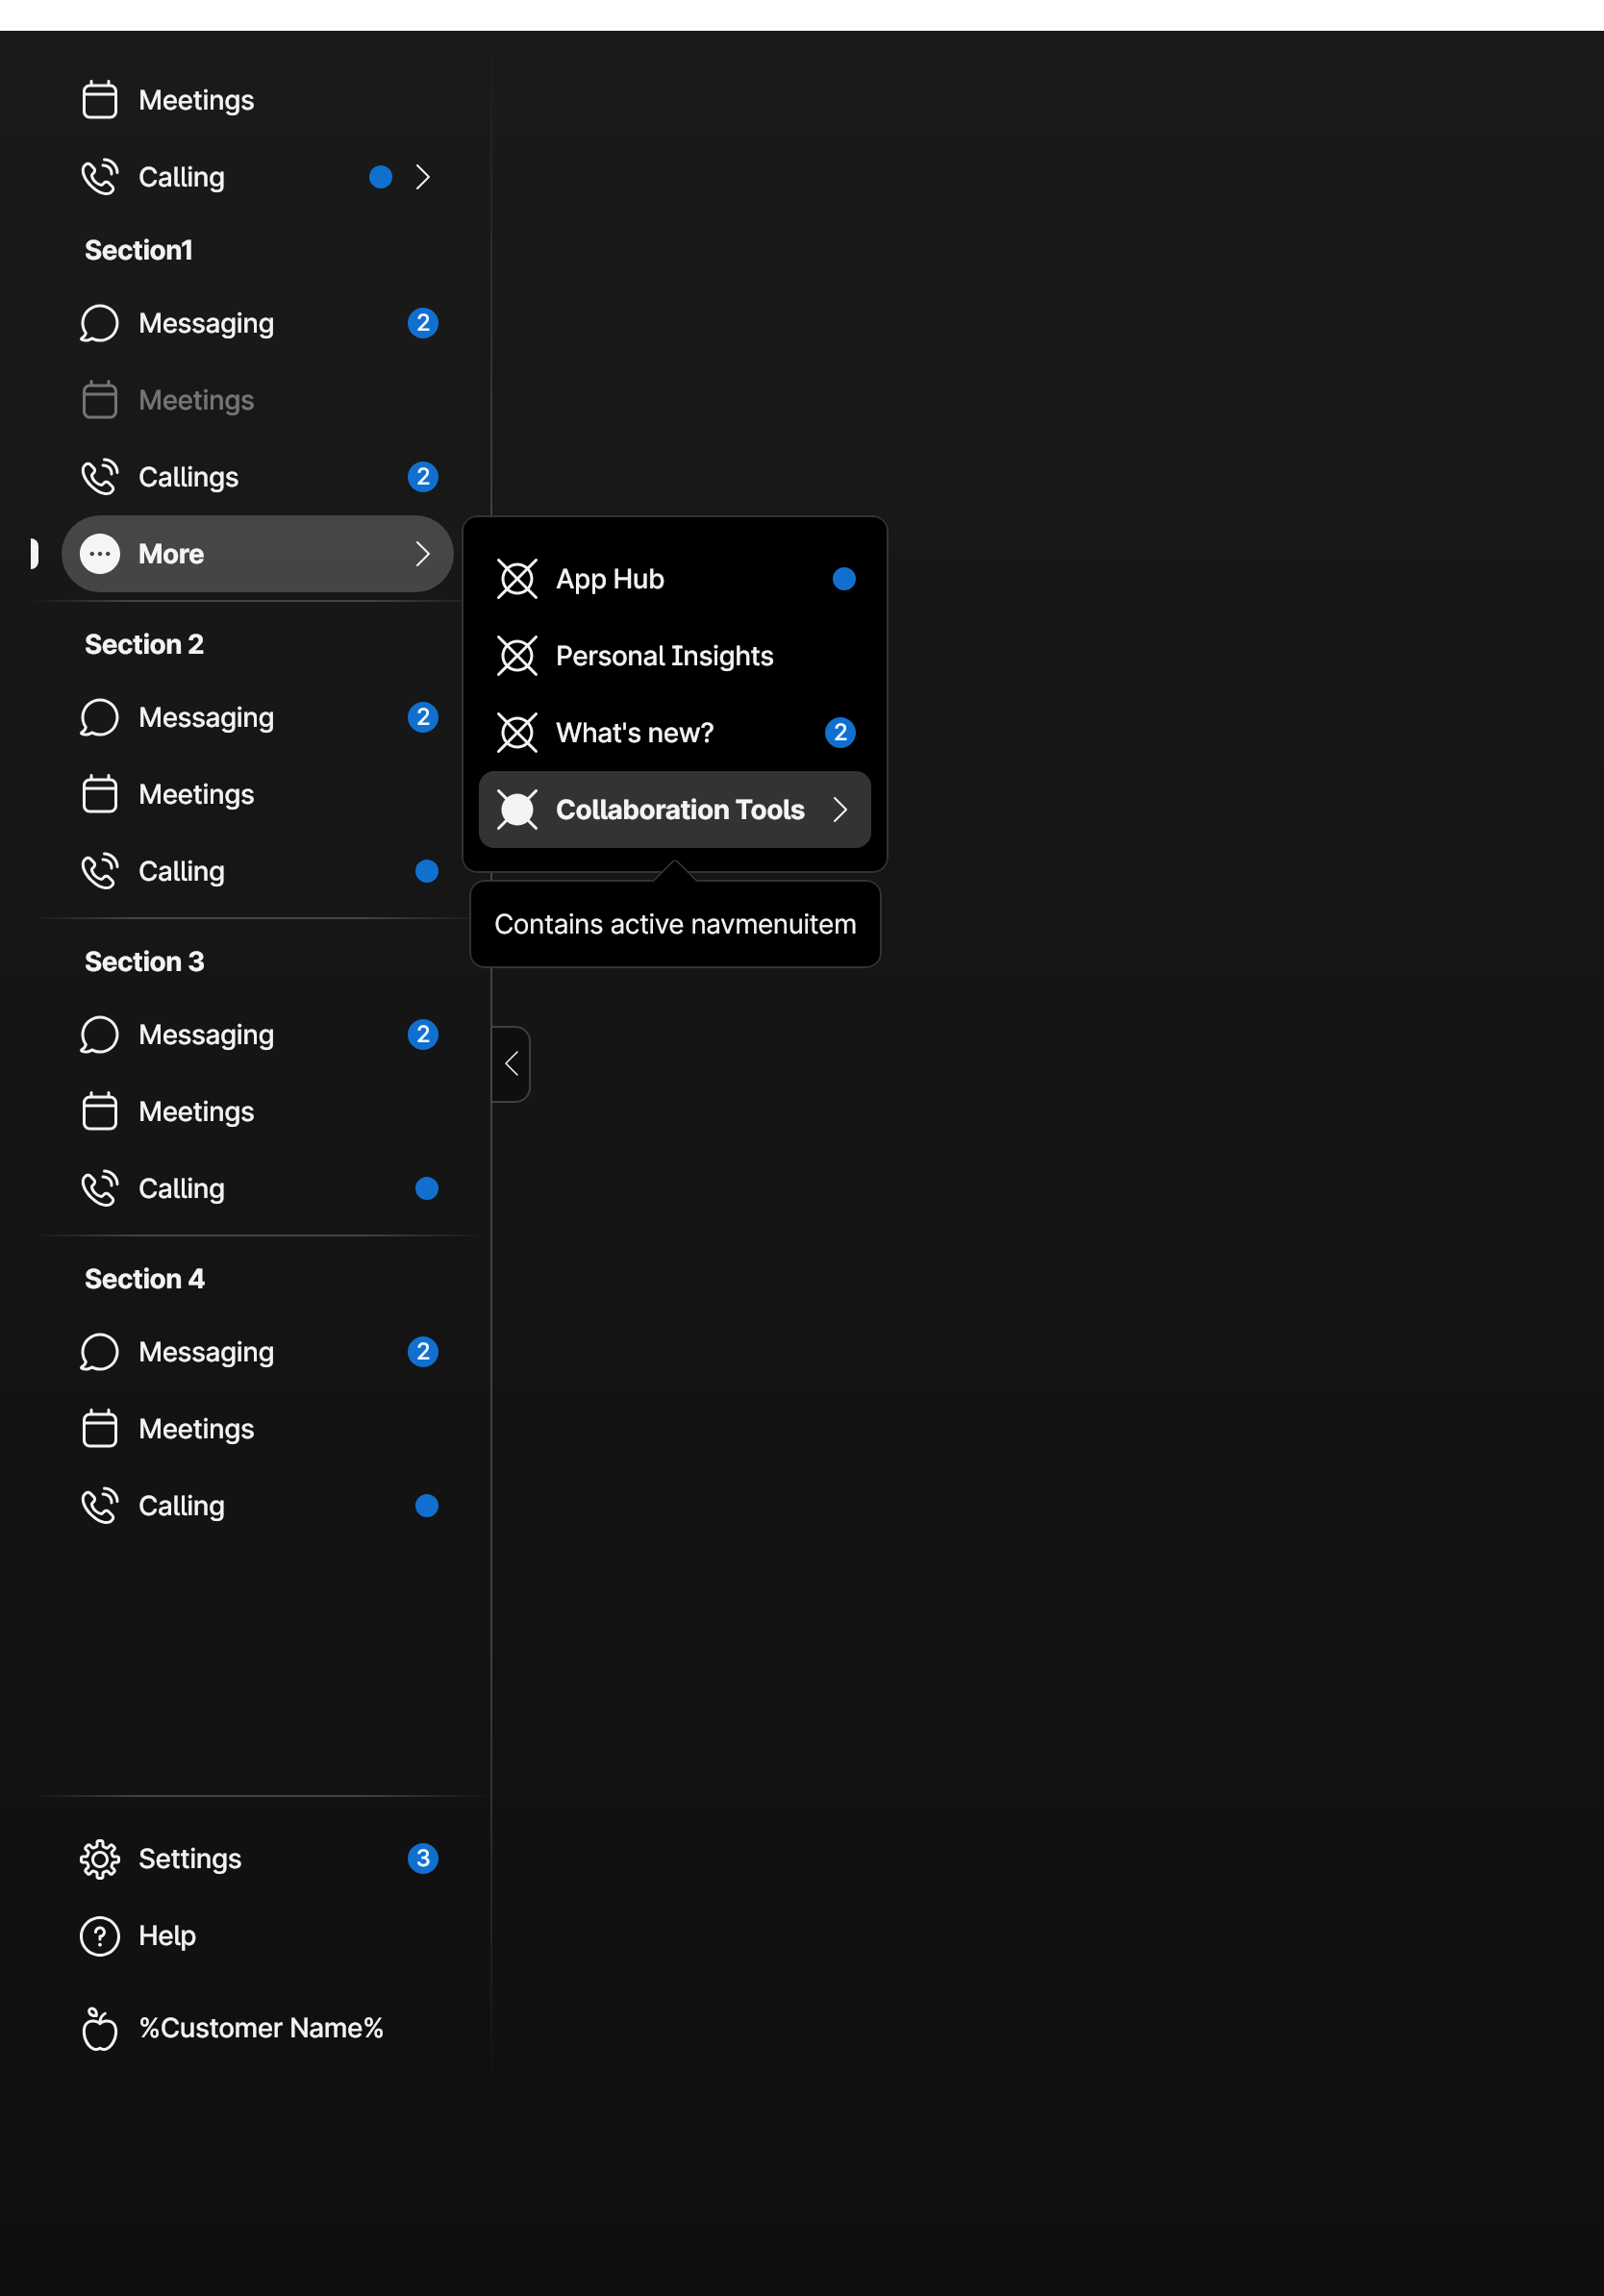 Meetings
Calling
Section1
Messaging 2
Meetings
Callings 2
More
App Hub
Personal Insights
What's new? 2
Collaboration Tools
Contains active navmenuitem
Section 2
Messaging 2
Meetings
Calling
Section 3
Messaging 2
Meetings
Calling
Section 4
Messaging 2
Meetings
Calling
Settings 3
Help
%Customer Name%